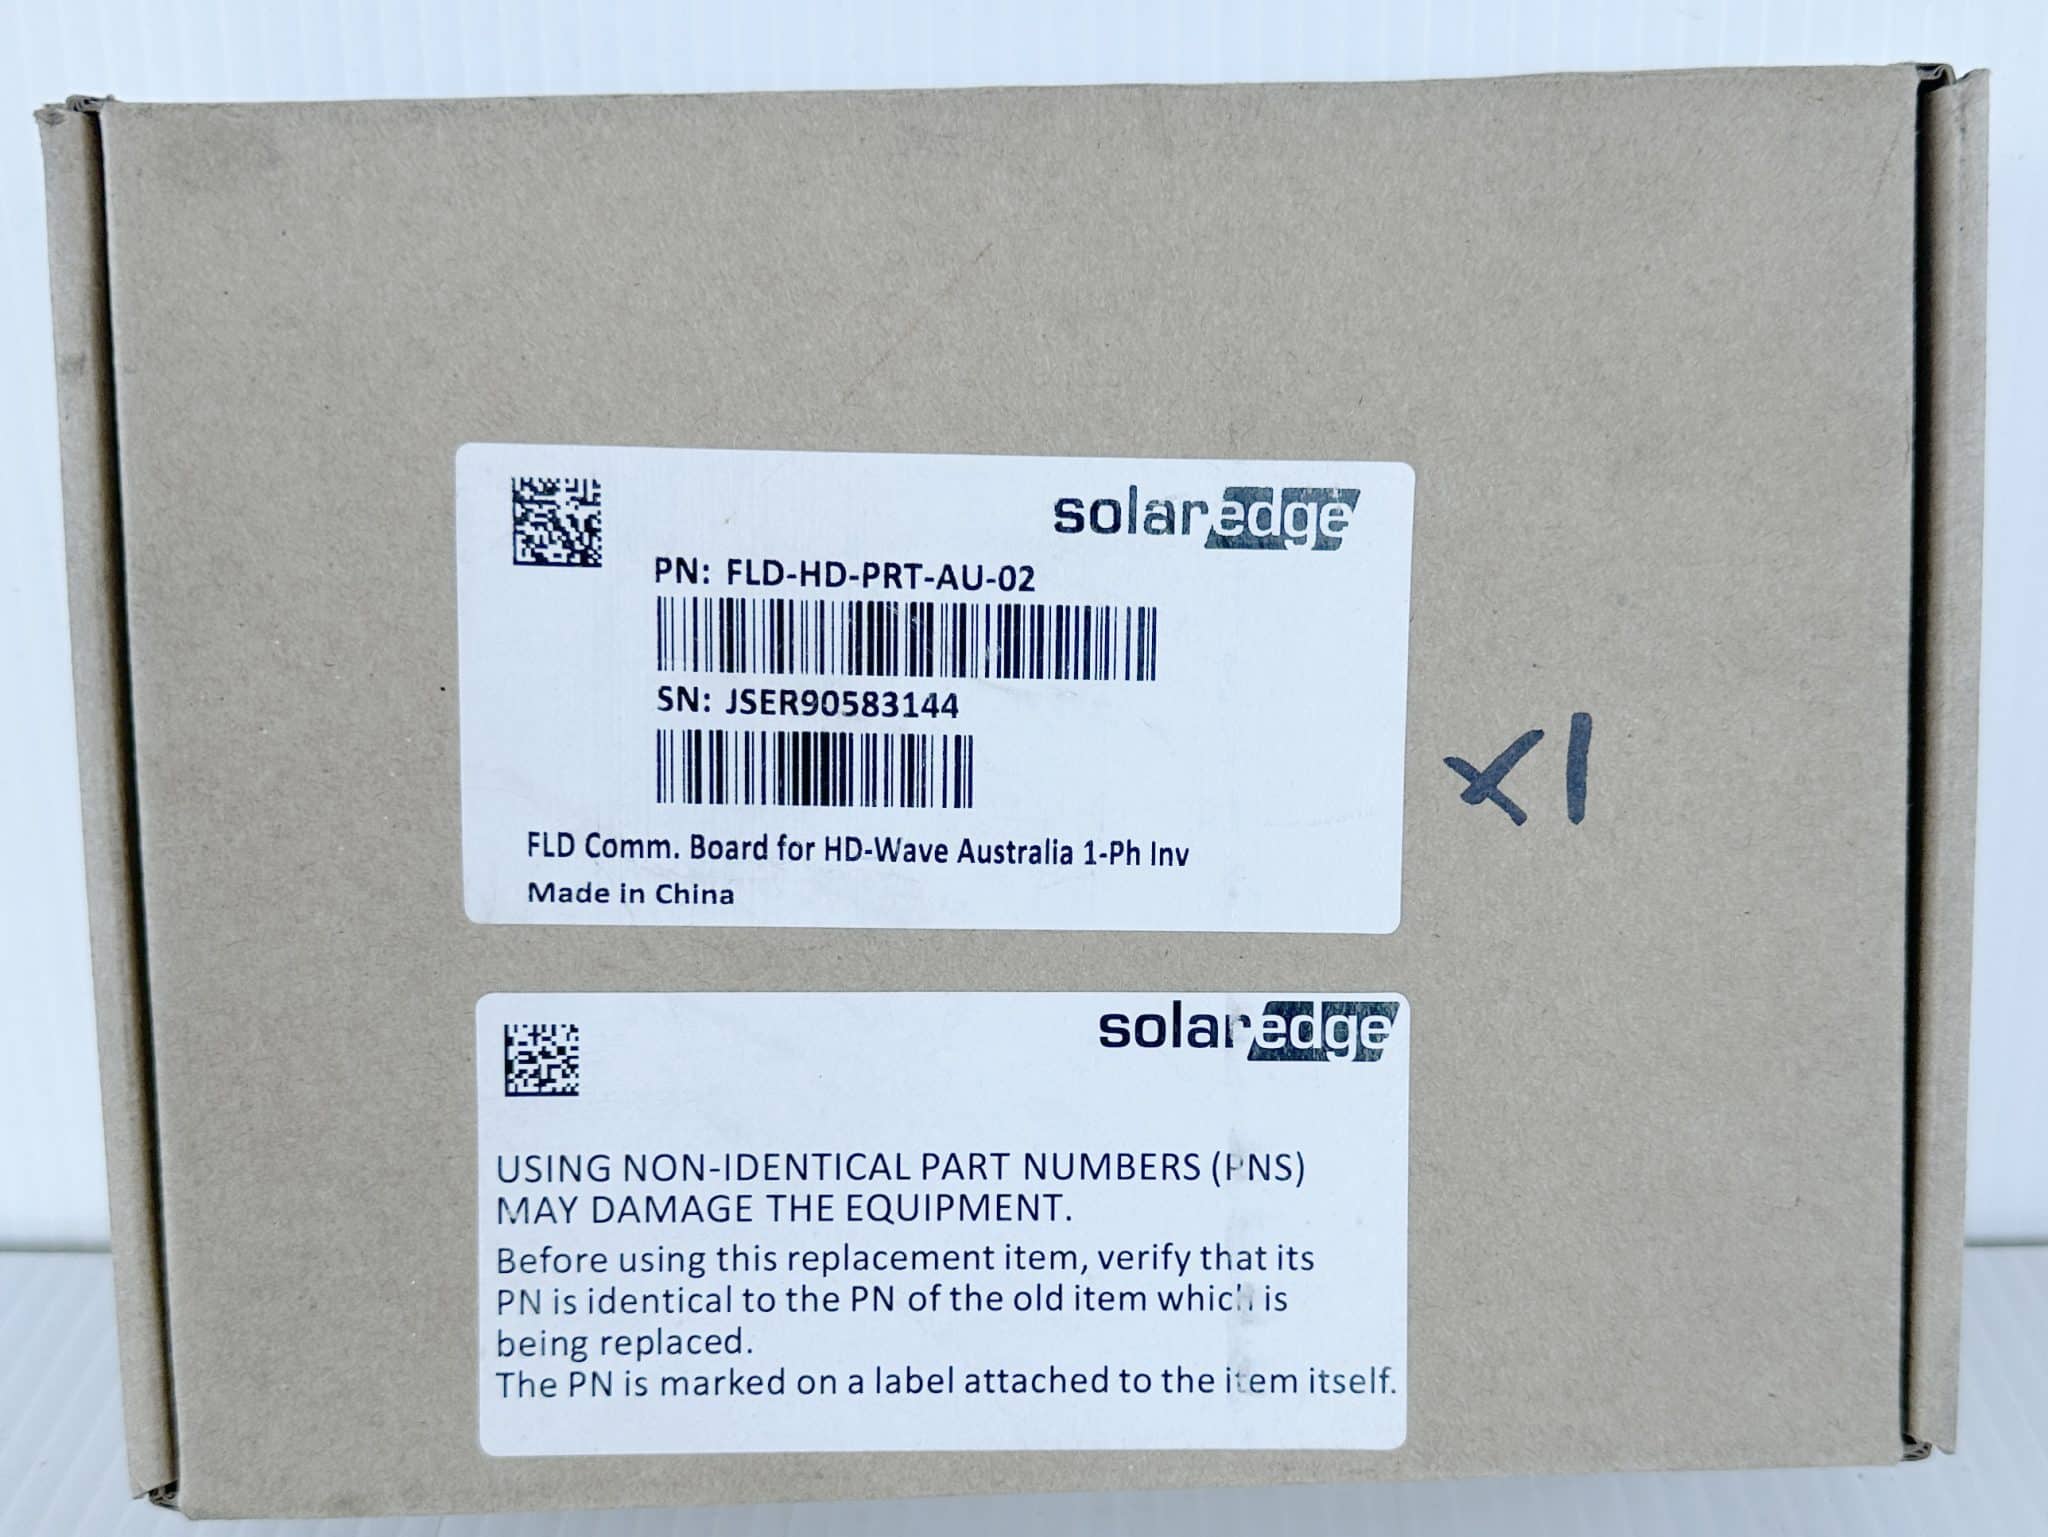 solaredge
PN: FLD-HD-PRT-AU-02
SN: JSER90583144
x1
FLD Comm. Board for HD-Wave Australia 1-Ph Inv
Made in China
solaredge
USING NON-IDENTICAL PART NUMBERS (PNS)
MAY DAMAGE THE EQUIPMENT.
Before using this replacement item, verify that its
PN is identical to the PN of the old item which is
being replaced.
The PN is marked on a label attached to the item itself.